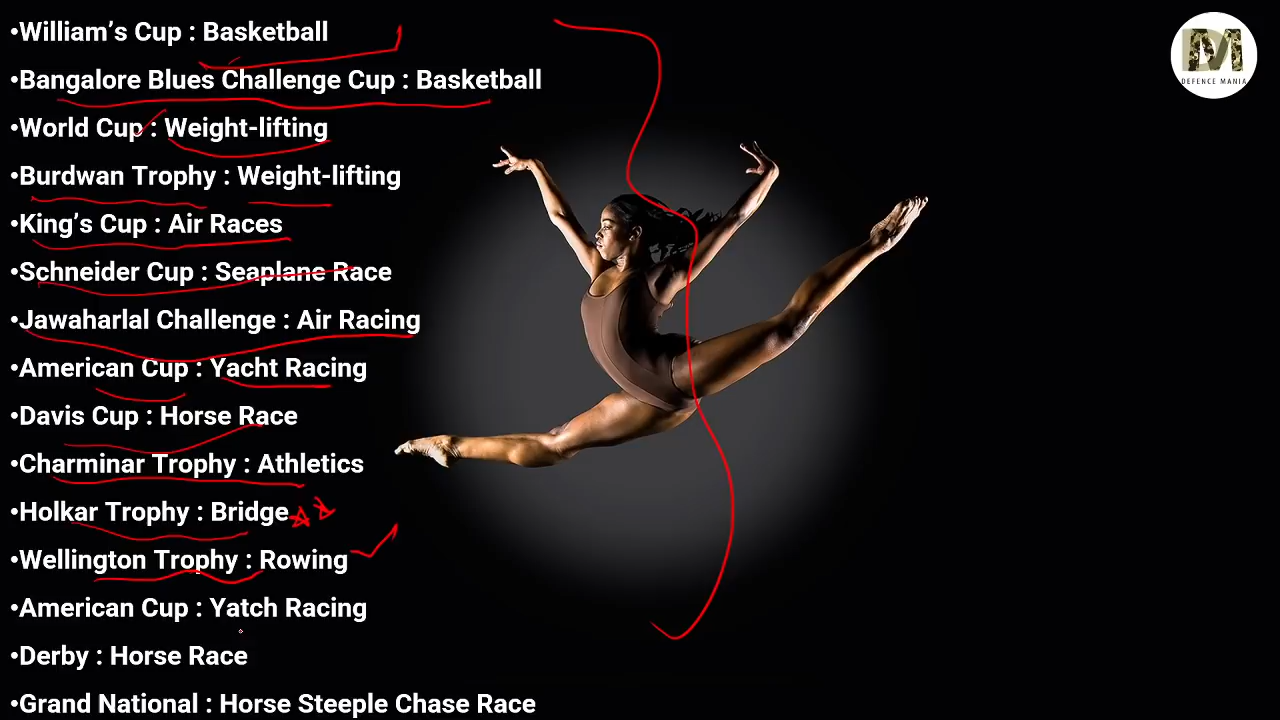 •William’s Cup : Basketball
•Bangalore Blues Challenge Cup : Basketball
•World Cup : Weight-lifting
•Burdwan Trophy : Weight-lifting
•King’s Cup : Air Races
•Schneider Cup : Seaplane Race
•Jawaharlal Challenge : Air Racing
•American Cup : Yacht Racing
•Davis Cup : Horse Race
•Charminar Trophy : Athletics
•Holkar Trophy : Bridge
•Wellington Trophy : Rowing
•American Cup : Yatch Racing
•Derby : Horse Race
•Grand National : Horse Steeple Chase Race
DM
DEFENCE MANIA